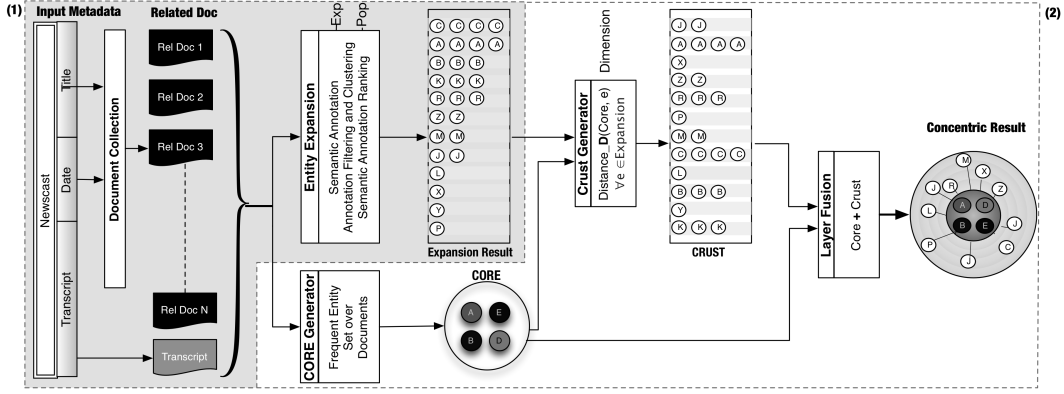 (1)
Input Metadata
Related Doc
Newscast
Title
Date
Transcript
Document Collection
Rel Doc 1
Rel Doc 2
Rel Doc 3
Rel Doc N
Transcript
Entity Expansion
Semantic Annotation
Annotation Filtering and Clustering
Semantic Annotation Ranking
-Exp
-Pop
C C C C
A A A A
B B B
K K K
R R R
Z Z
M M
J J
L
X
Y
P
Expansion Result
CORE Generator
Frequent Entity
Set over
Documents
CORE
A E
B D
Crust Generator
Distance_D(Core, e)
∀ e ∈ Expansion
Dimension
J J
A A A A
X
Z Z
R R R
P
M M
C C C C
L
B B B
Y
K K K
CRUST
Layer Fusion
Core + Crust
(2)
Concentric Result
M
X
J R Z
A D
L
B E J
P C
J